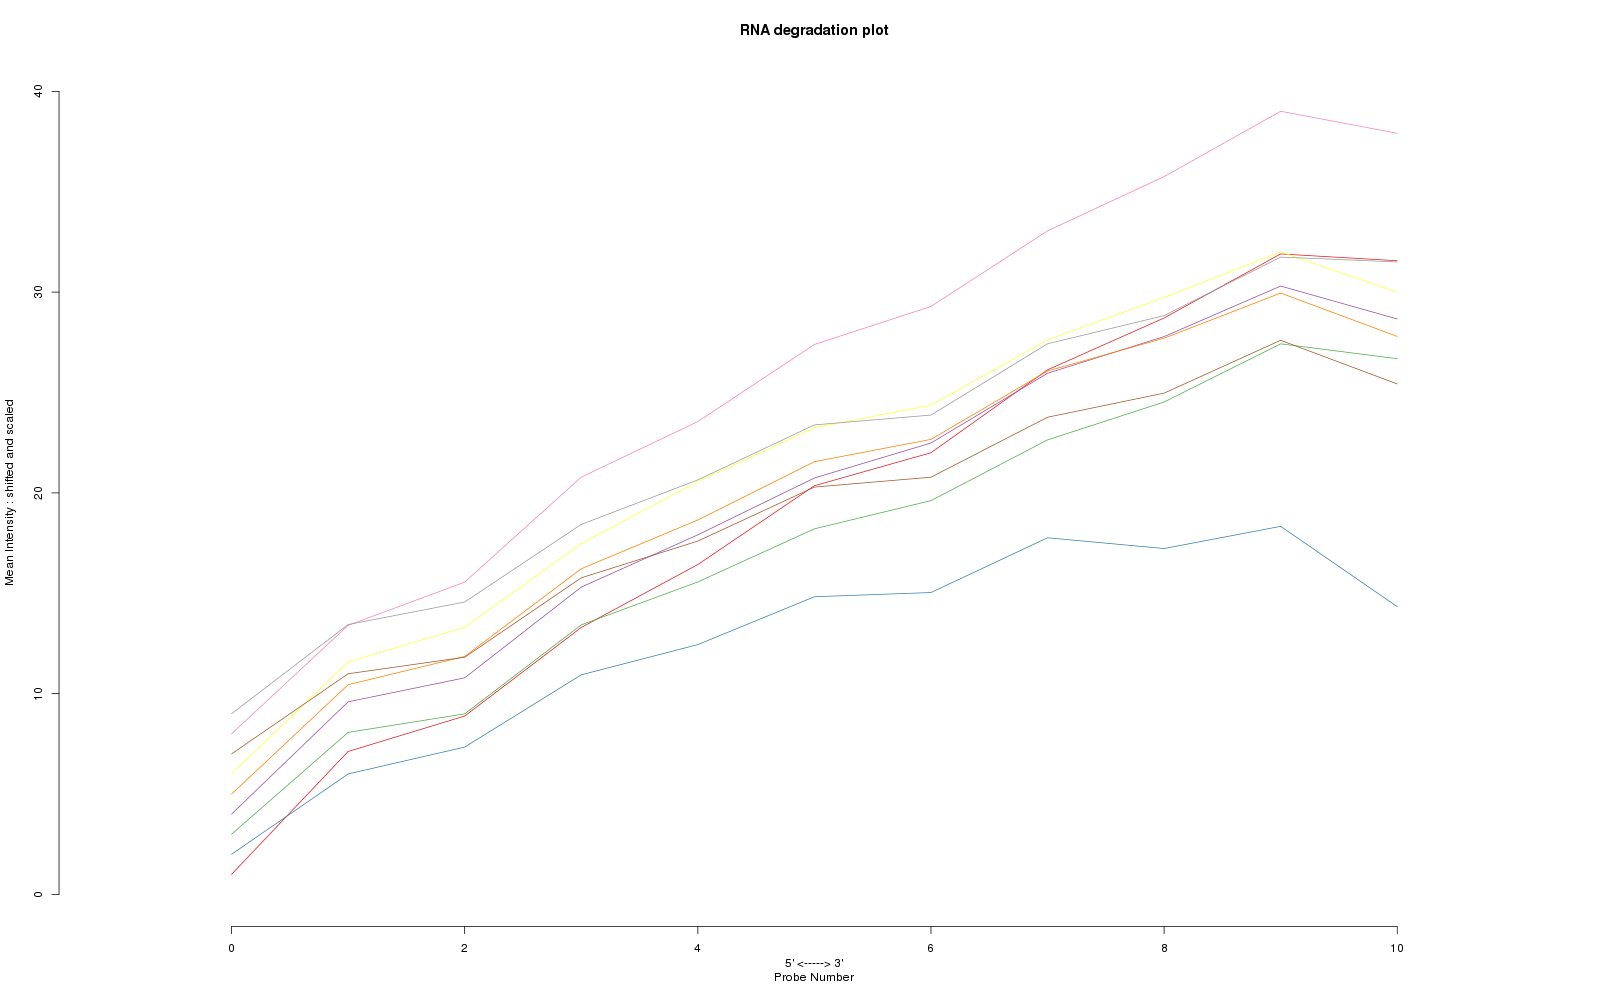 RNA degradation plot
Mean Intensity : shifted and scaled
40
30
20
10
0
0 2 4 6 8 10
5' <-----> 3'
Probe Number